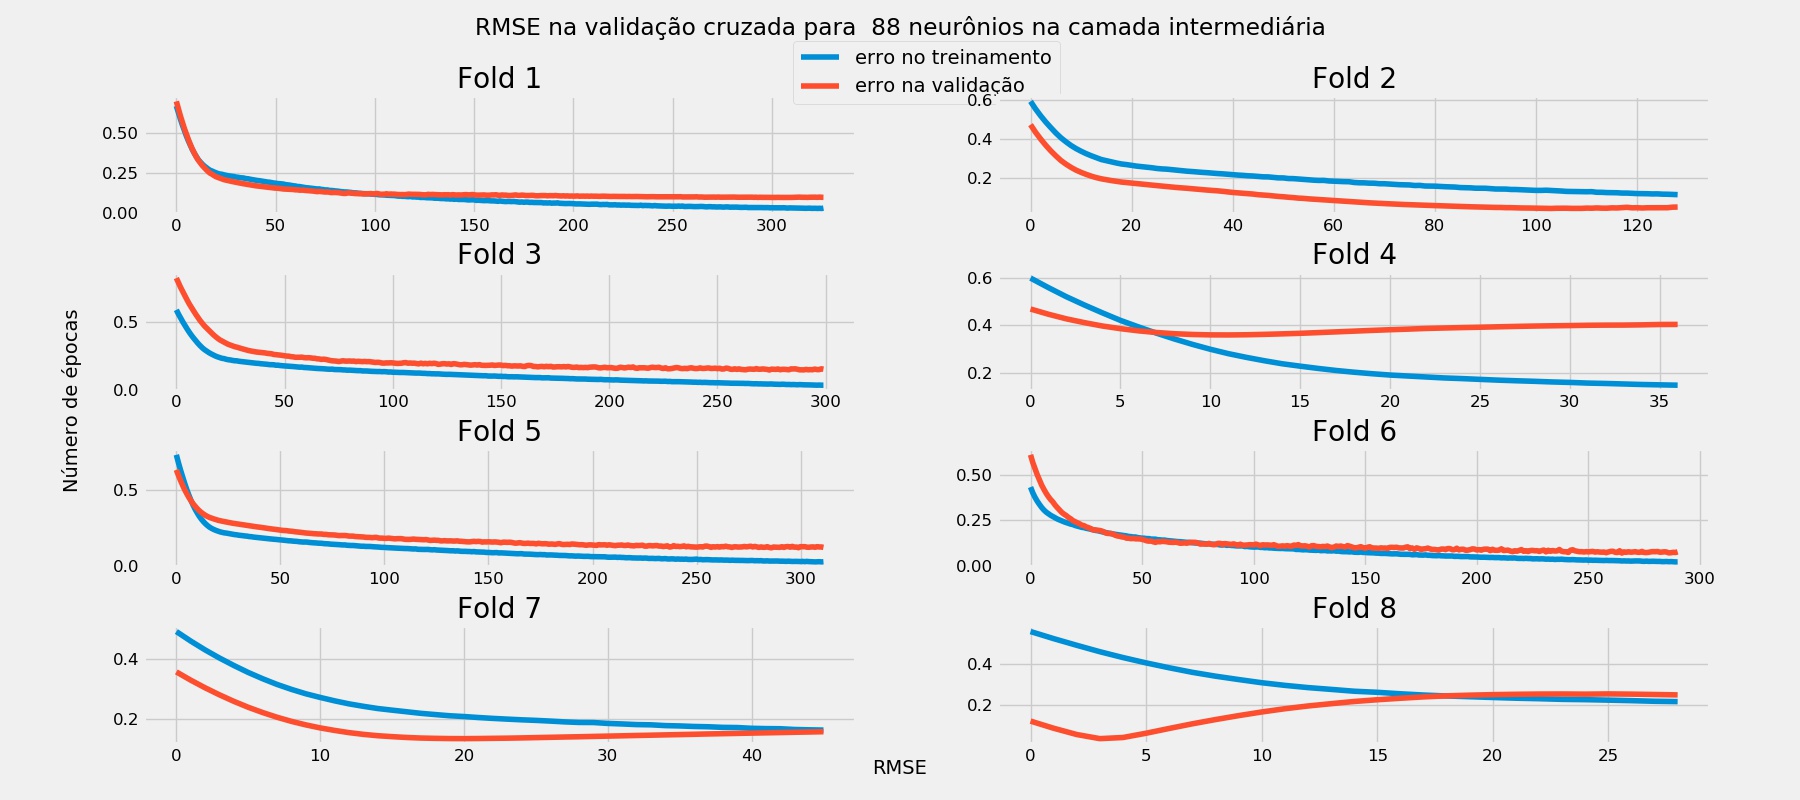 RMSE na validação cruzada para  88 neurônios na camada intermediária
erro no treinamento
erro na validação
Fold 1
0.50
0.25
0.00
0 50 100 150 200 250 300
Fold 2
0.6
0.4
0.2
0 20 40 60 80 100 120
Fold 3
0.5
0.0
0 50 100 150 200 250 300
Fold 4
0.6
0.4
0.2
0 5 10 15 20 25 30 35
Número de épocas
Fold 5
0.5
0.0
0 50 100 150 200 250 300
Fold 6
0.50
0.25
0.00
0 50 100 150 200 250 300
Fold 7
0.4
0.2
0 10 20 30 40
Fold 8
0.4
0.2
0 5 10 15 20 25
RMSE